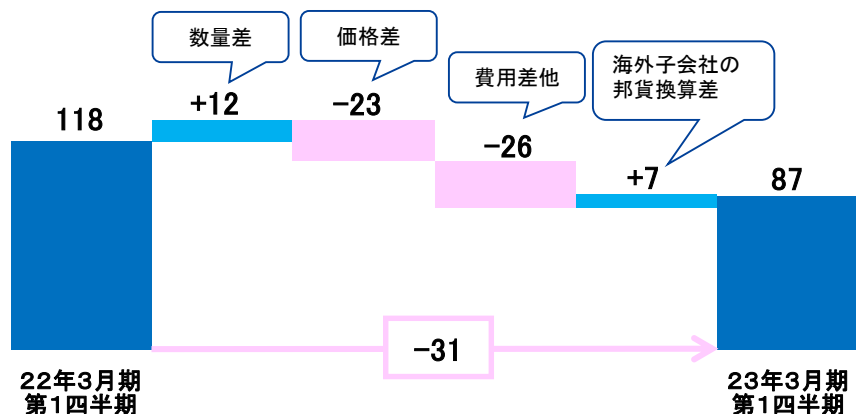 数量差
価格差
費用差他
海外子会社の
邦貨換算差
118
+12
-23
-26
+7
87
-31
22年3月期
第1四半期
23年3月期
第1四半期